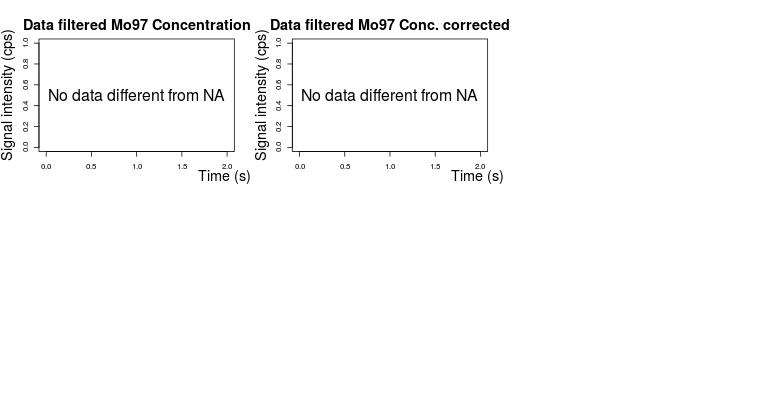 Data filtered Mo97 Concentration
Signal intensity (cps)
1.0
0.8
0.6
0.4
0.2
0.0
No data different from NA
0.0 0.5 1.0 1.5 2.0
Time (s)
Data filtered Mo97 Conc. corrected
Signal intensity (cps)
1.0
0.8
0.6
0.4
0.2
0.0
No data different from NA
0.0 0.5 1.0 1.5 2.0
Time (s)